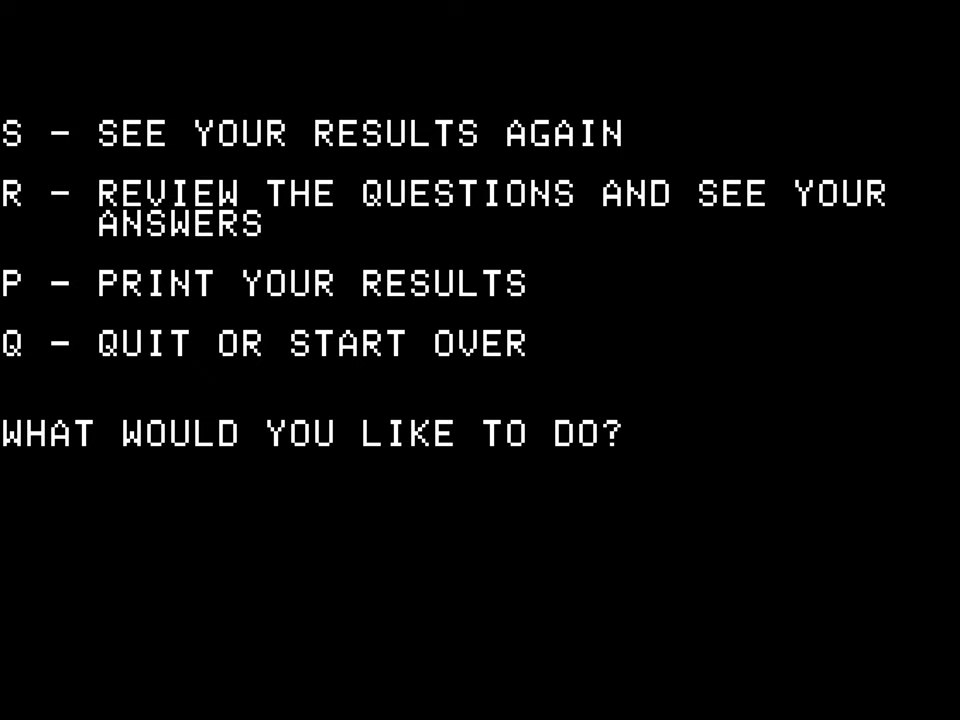 S - SEE YOUR RESULTS AGAIN
R - REVIEW THE QUESTIONS AND SEE YOUR
ANSWERS
P - PRINT YOUR RESULTS
Q - QUIT OR START OVER
WHAT WOULD YOU LIKE TO DO?